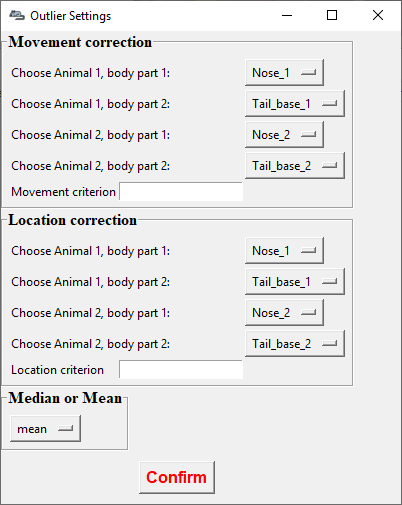 Outlier Settings
Movement correction
Choose Animal 1, body part 1: Nose_1
Choose Animal 1, body part 2: Tail_base_1
Choose Animal 2, body part 1: Nose_2
Choose Animal 2, body part 2: Tail_base_2
Movement criterion
Location correction
Choose Animal 1, body part 1: Nose_1
Choose Animal 1, body part 2: Tail_base_1
Choose Animal 2, body part 1: Nose_2
Choose Animal 2, body part 2: Tail_base_2
Location criterion
Median or Mean
mean
Confirm